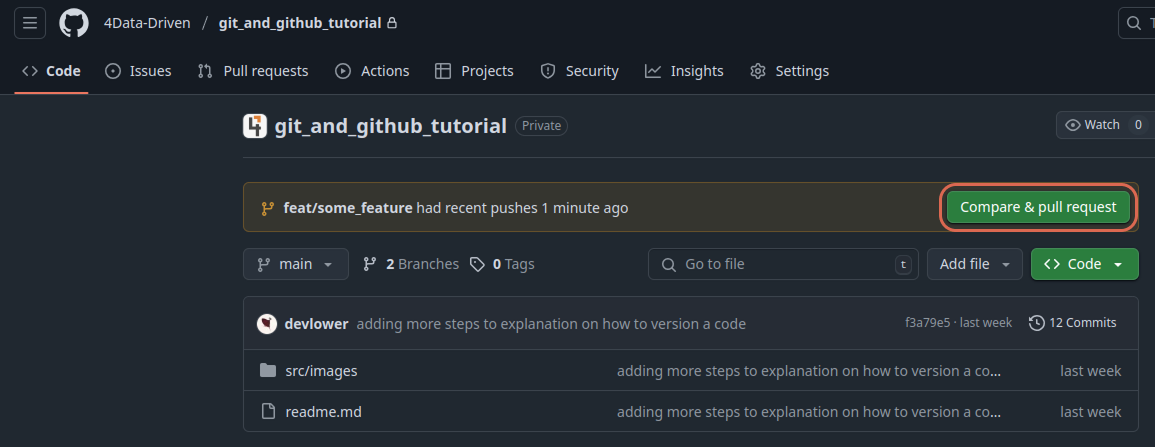 4Data-Driven / git_and_github_tutorial
Code Issues Pull requests Actions Projects Security Insights Settings
git_and_github_tutorial Private Watch 0
feat/some_feature had recent pushes 1 minute ago Compare & pull request
main 2 Branches 0 Tags Go to file t Add file Code
devlower adding more steps to explanation on how to version a code f3a79e5 · last week 12 Commits
src/images adding more steps to explanation on how to version a co... last week
readme.md adding more steps to explanation on how to version a co... last week